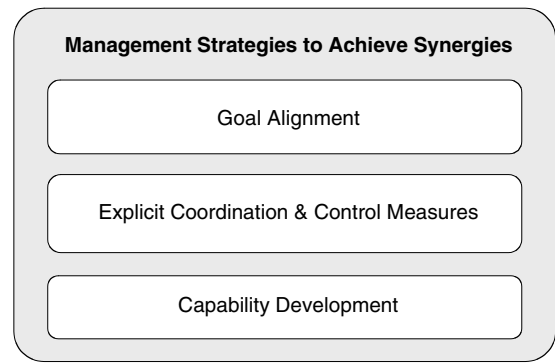 Management Strategies to Achieve Synergies
Goal Alignment
Explicit Coordination & Control Measures
Capability Development